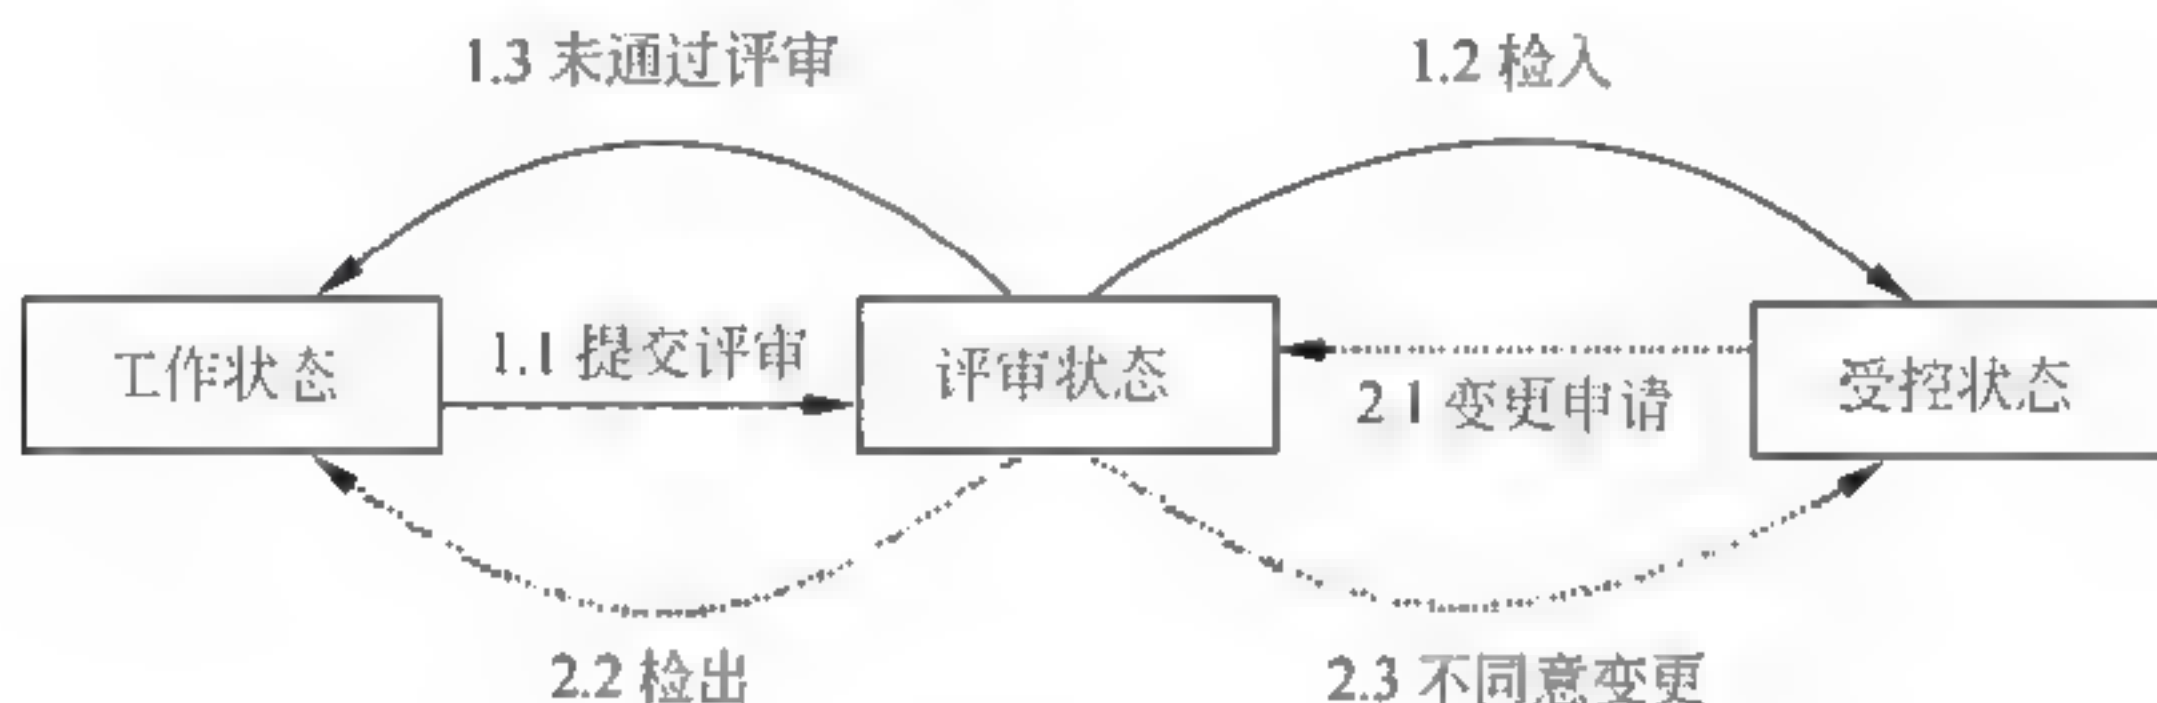 1.3 末通过评审
1.2 检入
工作状态
1.1 提交评审
评审状态
2.1 变更申请
受控状态
2.2 检出
2.3 不同意变更